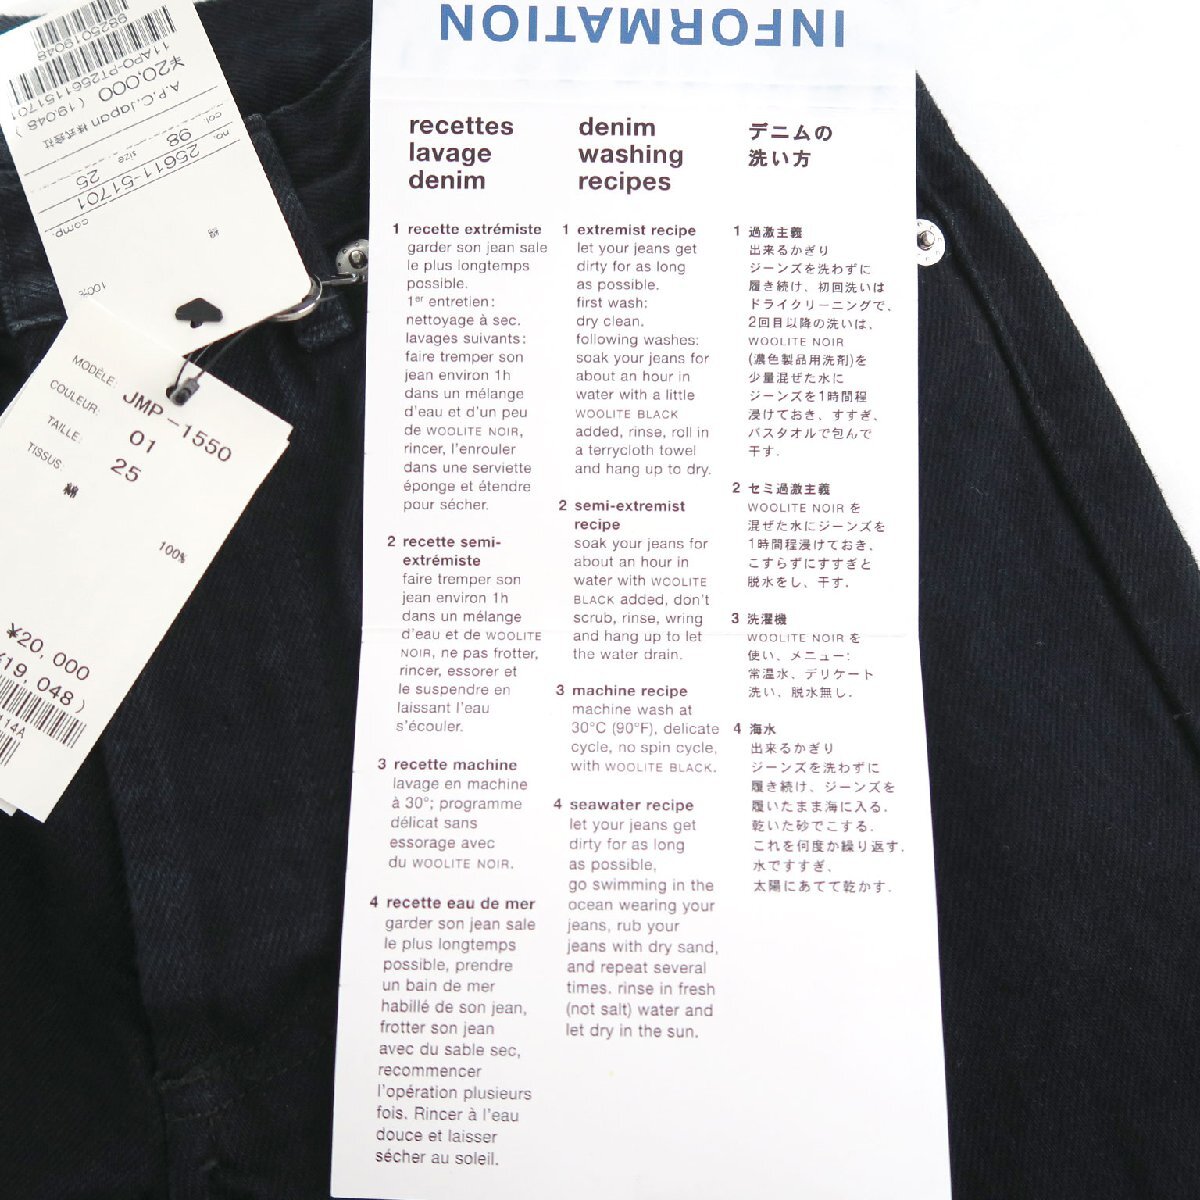 INFORMATION
recettes
lavage
denim
1 recette extrémiste
garder son jean sale
le plus longtemps
possible.
1er entretien:
nettoyage à sec.
lavages suivants:
faire tremper son
jean environ 1h
dans un mélange
d'eau et d'un peu
de WOOLITE NOIR,
rincer, l'enrouler
dans une serviette
éponge et étendre
pour sécher.
2 recette semi-
extrémiste
faire tremper son
jean environ 1h
dans un mélange
d'eau et de WOOLITE
NOIR, ne pas frotter,
rincer, essorer et
le suspendre en
laissant l'eau
s'écouler.
3 recette machine
lavage en machine
à 30°; programme
délicat sans
essorage avec
du WOOLITE NOIR.
4 recette eau de mer
garder son jean sale
le plus longtemps
possible, prendre
un bain de mer
habillé de son jean,
frotter son jean
avec du sable sec,
recommencer
l'opération plusieurs
fois. Rincer à l'eau
douce et laisser
sécher au soleil.
denim
washing
recipes
1 extremist recipe
let your jeans get
dirty for as long
as possible.
first wash:
dry clean.
following washes:
soak your jeans for
about an hour in
water with a little
WOOLITE BLACK
added, rinse, roll in
a terrycloth towel
and hang up to dry.
2 semi-extremist
recipe
soak your jeans for
about an hour in
water with WOOLITE
BLACK added, don't
scrub, rinse, wring
and hang up to let
the water drain.
3 machine recipe
machine wash at
30°C (90°F), delicate
cycle, no spin cycle,
with WOOLITE BLACK.
4 seawater recipe
let your jeans get
dirty for as long
as possible,
go swimming in the
ocean wearing your
jeans, rub your
jeans with dry sand,
and repeat several
times. rinse in fresh
(not salt) water and
let dry in the sun.
デニムの
洗い方
1 過激主義
出来るかぎり
ジーンズを洗わずに
履き続け、初回洗いは
ドライクリーニングで、
2回目以降の洗いは、
WOOLITE NOIR
(濃色製品用洗剤)を
少量混ぜた水に
ジーンズを1時間程
浸けておき、すすぎ、
バスタオルで包んで
干す.
2 セミ過激主義
WOOLITE NOIR を
混ぜた水にジーンズを
1時間程浸けておき、
こすらずにすすぎと
脱水をし、干す.
3 洗濯機
WOOLITE NOIR を
使い、メニュー:
常温水、デリケート
洗い、脱水無し.
4 海水
出来るかぎり
ジーンズを洗わずに
履き続け、ジーンズを
履いたまま海に入る.
乾いた砂でこする.
これを何度か繰り返す.
水ですすぎ、
太陽にあてて乾かす.
9825019048
11APO-PT2561151701
¥20,000 (19,048)
A.P.C.Japan 株式会社
col. size no.
98 25 25611-51701
comp.
綿
100%
MODÈLE: JMP-1550
COULEUR: 01
TAILLE: 25
TISSUS: 綿
100%
¥20,000
¥19,048)
114A